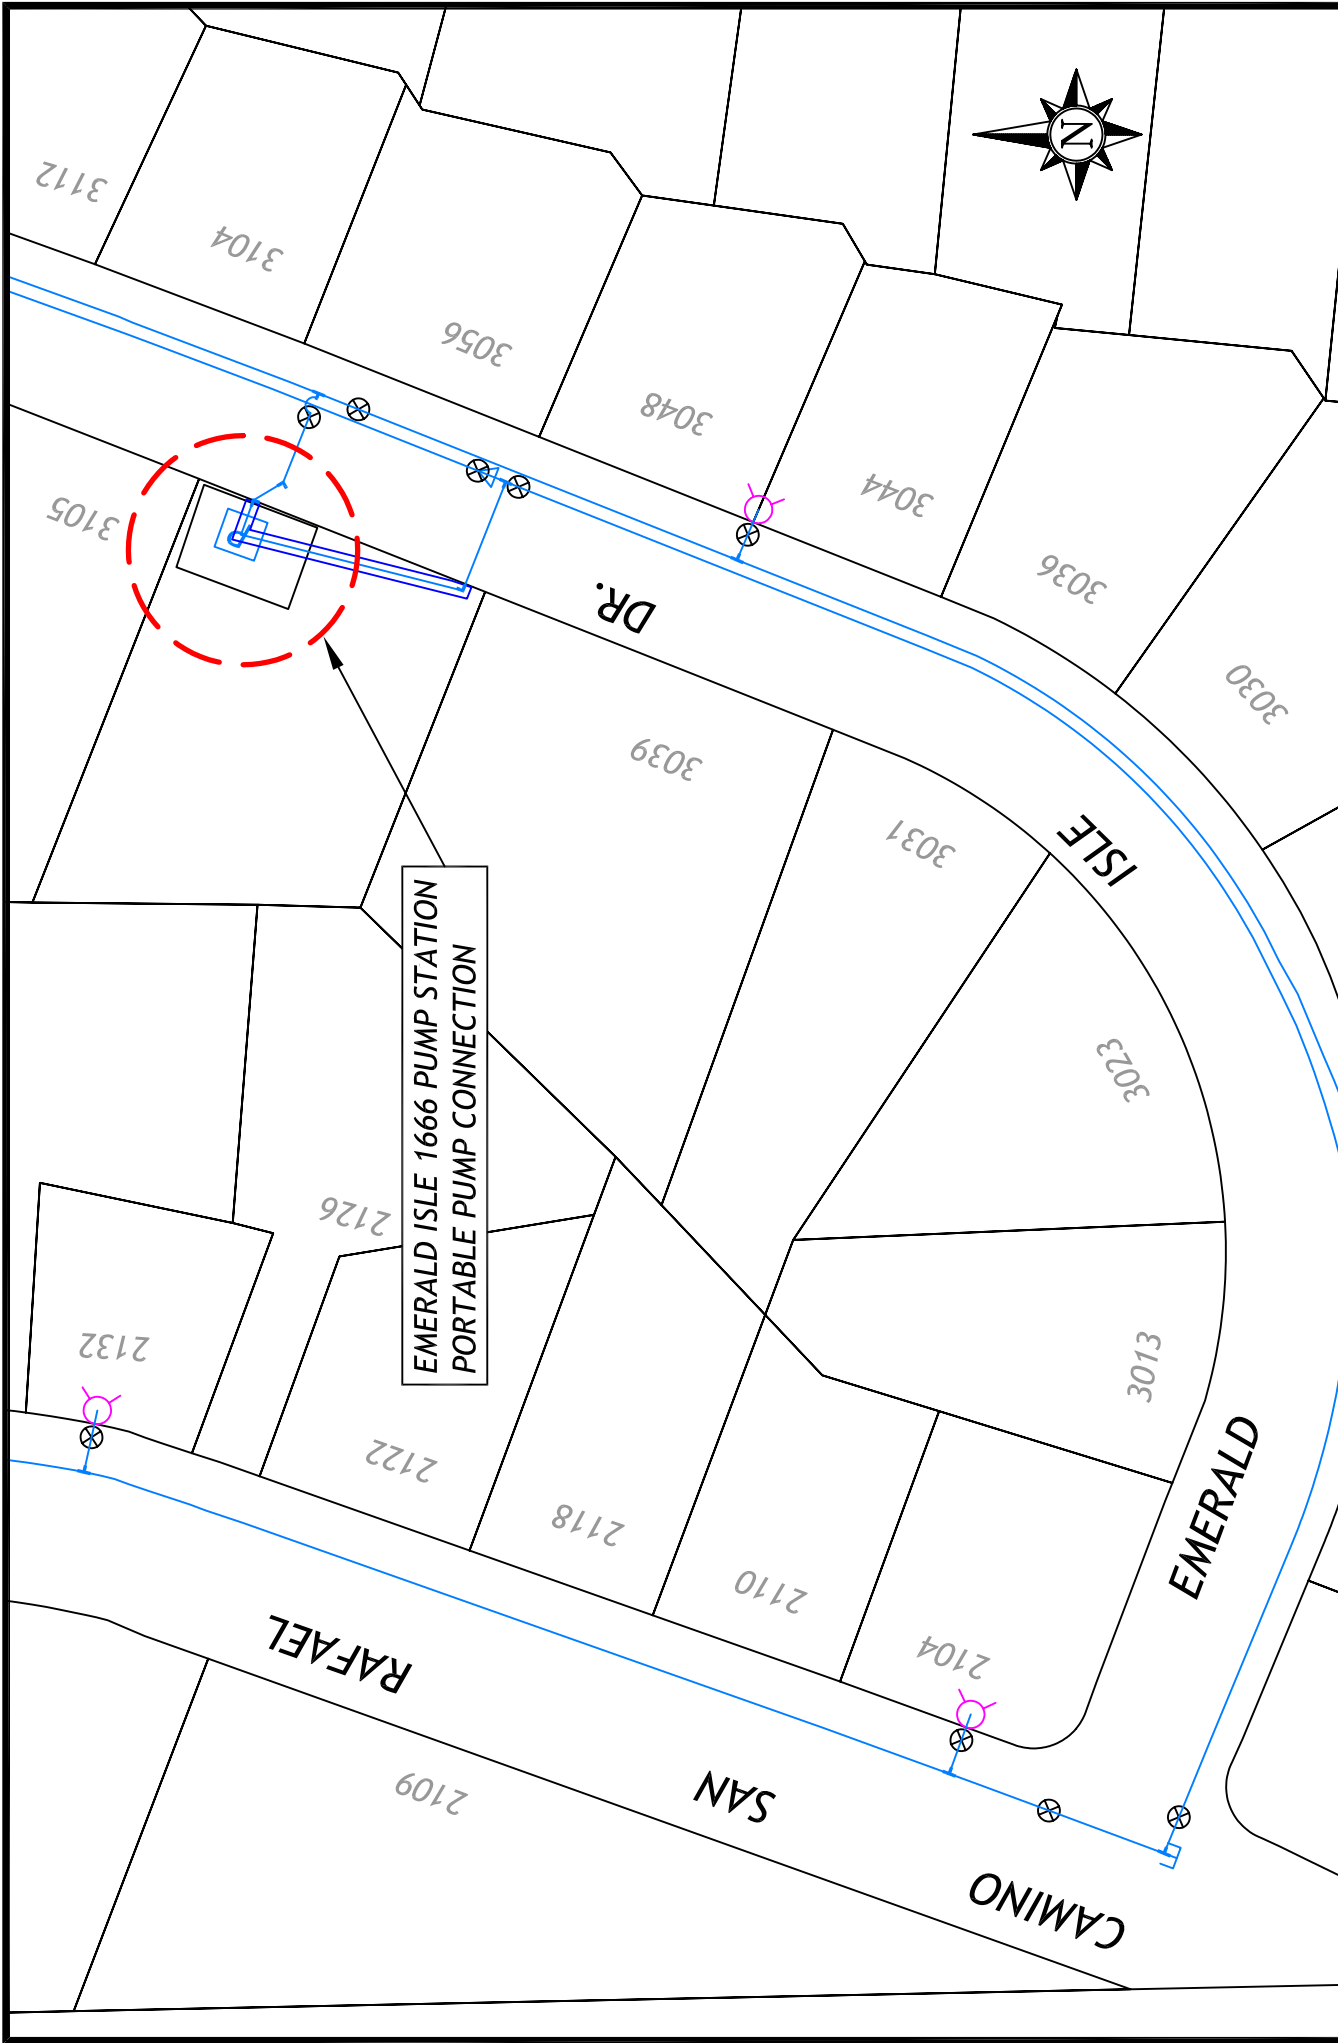 N
3112
3104
3056
3048
3044
3036
3030
3105
DR.
ISLE
3039
3031
3023
3013
EMERALD
EMERALD ISLE 1666 PUMP STATION
PORTABLE PUMP CONNECTION
2126
2132
2122
2118
2110
2104
CAMINO
SAN
RAFAEL
2109